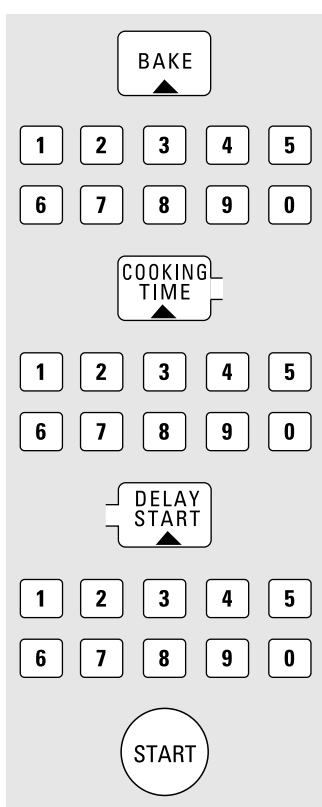 BAKE
1 2 3 4 5
6 7 8 9 0
COOKING
TIME
1 2 3 4 5
6 7 8 9 0
DELAY
START
1 2 3 4 5
6 7 8 9 0
START